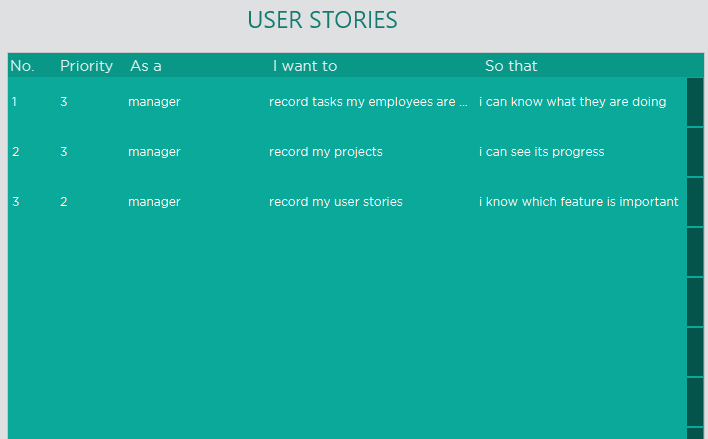 USER STORIES
No. Priority As a I want to So that
1 3 manager record tasks my employees are ... i can know what they are doing
2 3 manager record my projects i can see its progress
3 2 manager record my user stories i know which feature is important